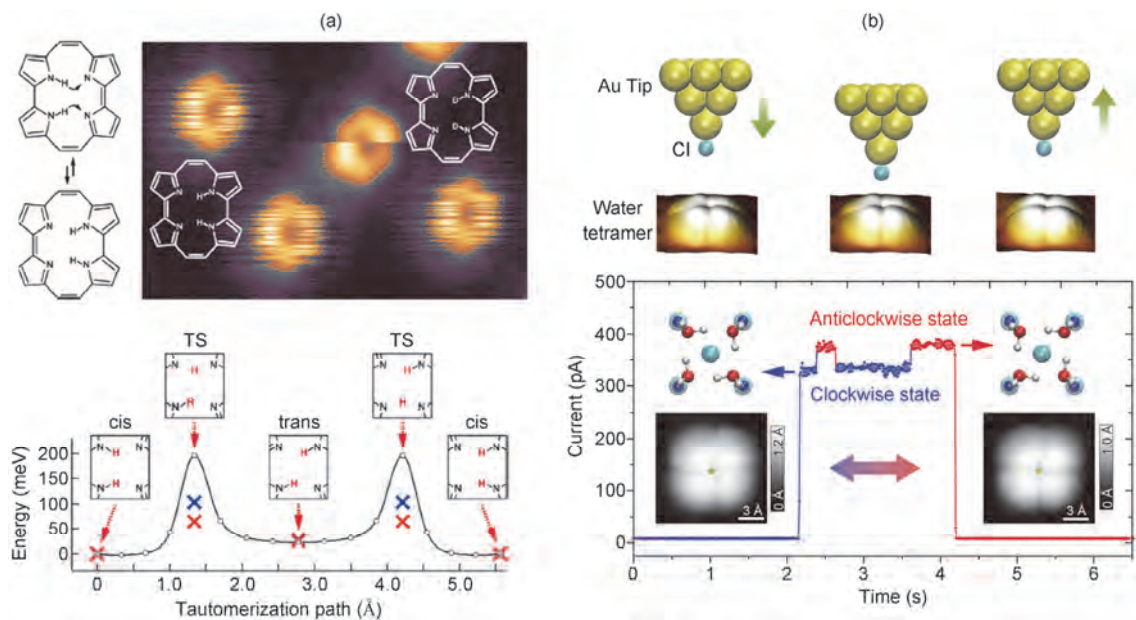 (a)
H
N
N
H
N
N
N
H
N
H
N
N
N
D
N
D
N
N
N
H
N
H
N
N
TS
TS
N
N
H
H
N
N
N
N
H
H
N
N
cis
trans
cis
N
H
N
N
H
N
N
H
N
N
H
N
N
H
N
N
H
N
Energy (meV)
200
150
100
50
0
0
1.0
2.0
3.0
4.0
5.0
Tautomerization path (Å)
(b)
Au Tip
Cl
Water
tetramer
Current (pA)
500
400
300
200
100
0
Anticlockwise state
Clockwise state
0 Å
1.2 Å
3 Å
0 Å
1.0 Å
3 Å
0
1
2
3
4
5
6
Time (s)